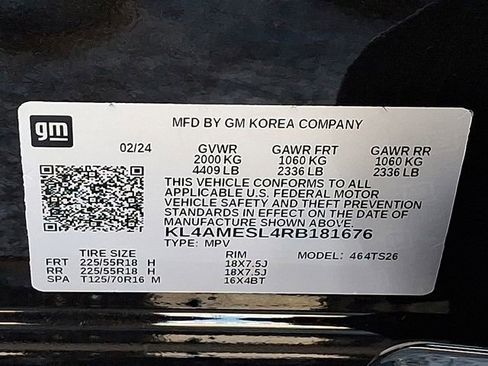 gm
MFD BY GM KOREA COMPANY
02/24 GVWR GAWR FRT GAWR RR
2000 KG 1060 KG 1060 KG
4409 LB 2336 LB 2336 LB
THIS VEHICLE CONFORMS TO ALL
APPLICABLE U.S. FEDERAL MOTOR
VEHICLE SAFETY AND THEFT PREVENTION
STANDARDS IN EFFECT ON THE DATE OF
MANUFACTURE SHOWN ABOVE.
KL4AMESL4RB181676
TYPE: MPV
TIRE SIZE RIM MODEL: 464TS26
FRT 225/55R18 H 18X7.5J
RR 225/55R18 H 18X7.5J
SPA T125/70R16 M 16X4BT